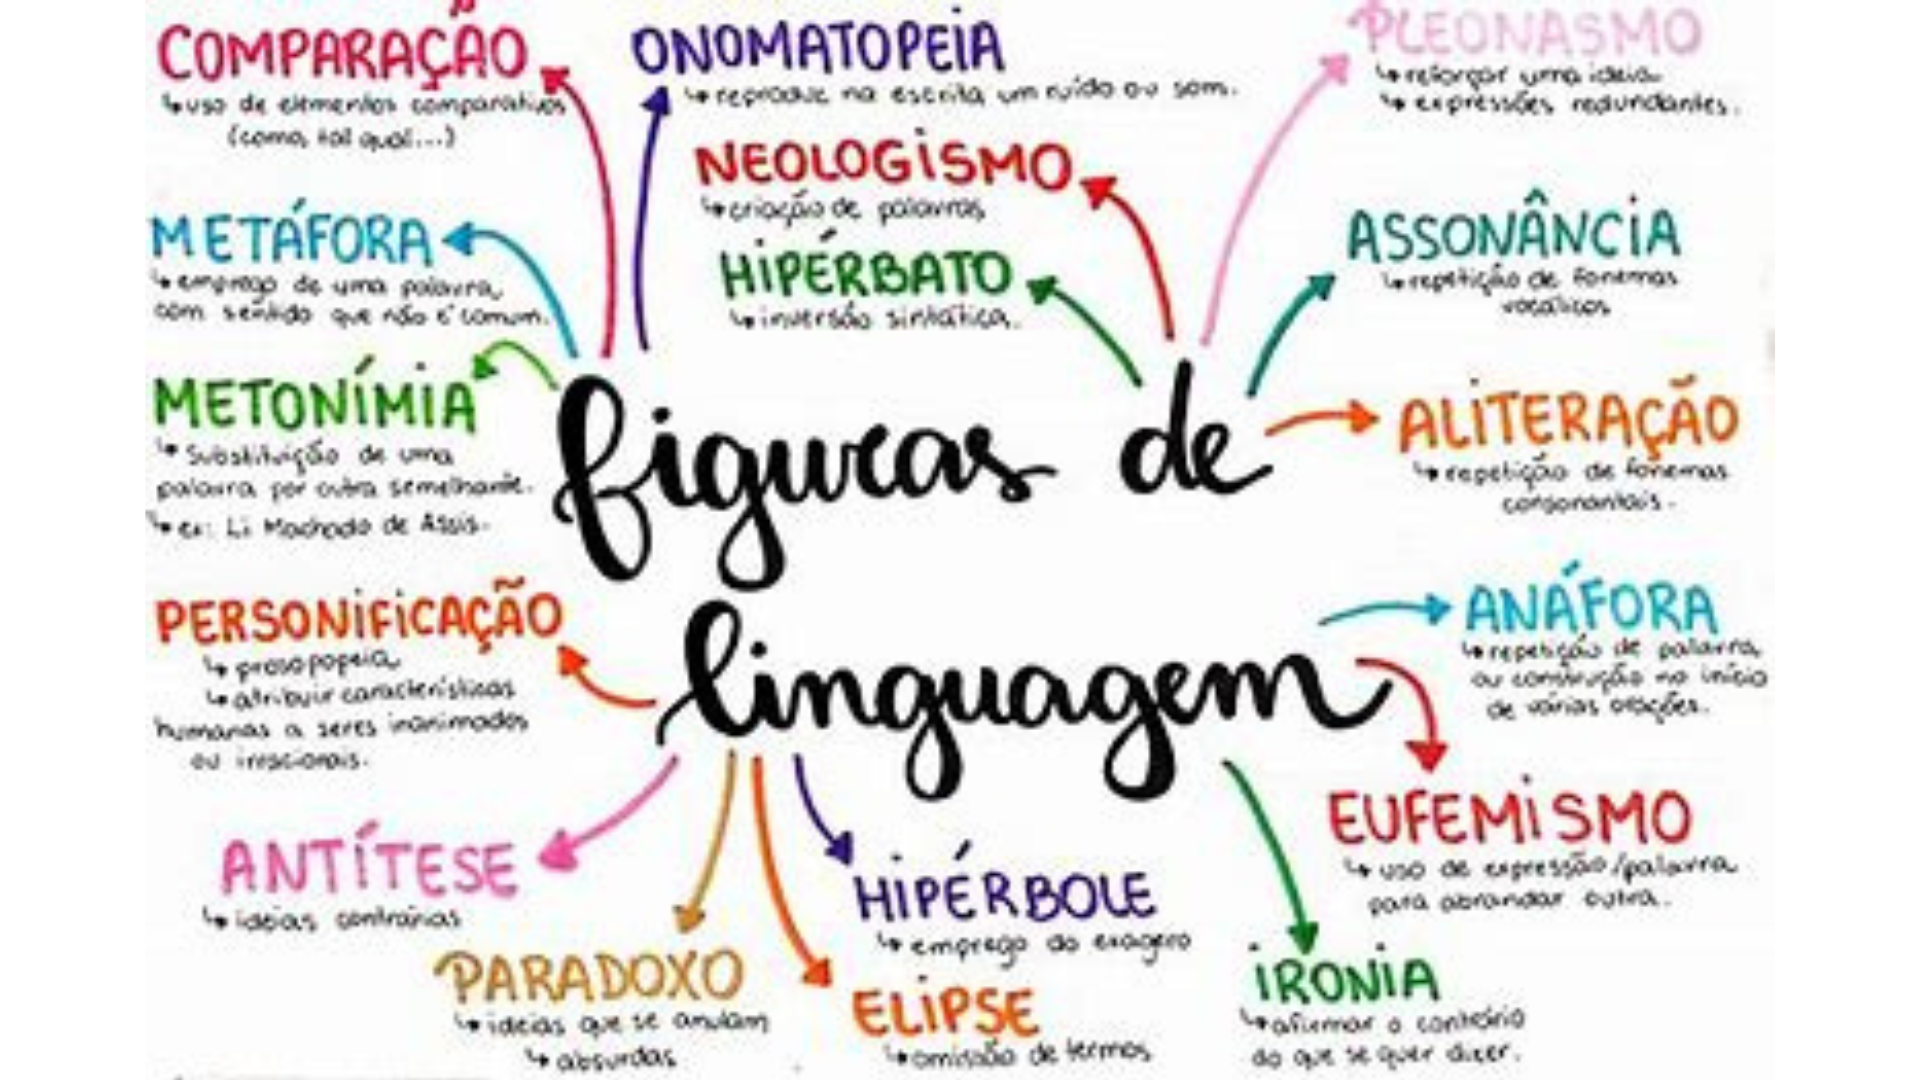 COMPARAÇÃO
↳ uso de elementos comparativos
(como, tal qual...)
METÁFORA
↳ emprego de uma palavra
com sentido que não é comum.
METONÍMIA
↳ Substituição de uma
palavra por outra semelhante.
↳ ex: Li Machado de Assis.
PERSONIFICAÇÃO
↳ prosopopeia
↳ atribuir características
humanas a seres inanimados
ou irracionais.
ANTÍTESE
↳ ideias contrárias
PARADOXO
↳ ideias que se anulam
↳ absurdas
ELIPSE
↳ omissão de termos
HIPÉRBOLE
↳ emprego do exagero
IRONIA
↳ afirmar o contrário
do que se quer dizer.
EUFEMISMO
↳ uso de expressão/palavra
para abrandar outra.
ANÁFORA
↳ repetição de palavra
ou construção no início
de várias orações.
ALITERAÇÃO
↳ repetição de fonemas
consonantais.
ASSONÂNCIA
↳ repetição de fonemas
vocálicos
PLEONASMO
↳ reforçar uma ideia
↳ expressões redundantes.
ONOMATOPEIA
↳ reproduz na escrita um ruído ou som.
NEOLOGISMO
↳ criação de palavras
HIPÉRBATO
↳ inversão sintática.
figuras de
linguagem